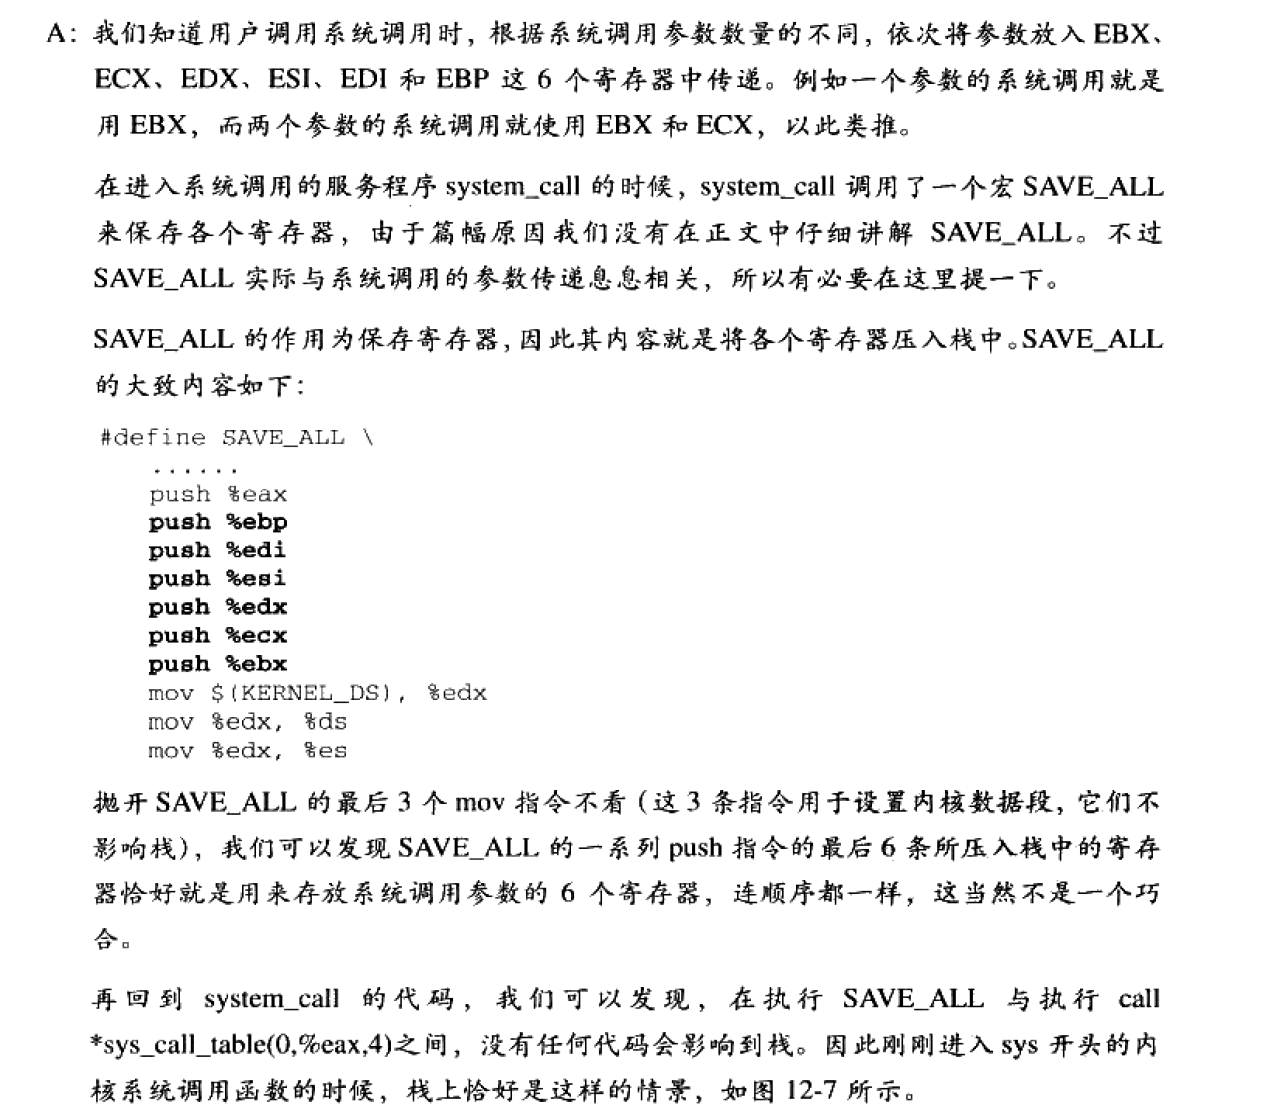 A: 我们知道用户调用系统调用时，根据系统调用参数数量的不同，依次将参数放入 EBX、
ECX、EDX、ESI、EDI 和 EBP 这 6 个寄存器中传递。例如一个参数的系统调用就是
用 EBX，而两个参数的系统调用就使用 EBX 和 ECX，以此类推。
在进入系统调用的服务程序 system_call 的时候，system_call 调用了一个宏 SAVE_ALL
来保存各个寄存器，由于篇幅原因我们没有在正文中仔细讲解 SAVE_ALL。不过
SAVE_ALL 实际与系统调用的参数传递息息相关，所以有必要在这里提一下。
SAVE_ALL 的作用为保存寄存器，因此其内容就是将各个寄存器压入栈中。SAVE_ALL
的大致内容如下：
#define SAVE_ALL \
......
push %eax
push %ebp
push %edi
push %esi
push %edx
push %ecx
push %ebx
mov $(KERNEL_DS), %edx
mov %edx, %ds
mov %edx, %es
抛开 SAVE_ALL 的最后 3 个 mov 指令不看（这 3 条指令用于设置内核数据段，它们不
影响栈），我们可以发现 SAVE_ALL 的一系列 push 指令的最后 6 条所压入栈中的寄存
器恰好就是用来存放系统调用参数的 6 个寄存器，连顺序都一样，这当然不是一个巧
合。
再回到 system_call 的代码，我们可以发现，在执行 SAVE_ALL 与执行 call
*sys_call_table(0,%eax,4)之间，没有任何代码会影响到栈。因此刚刚进入 sys 开头的内
核系统调用函数的时候，栈上恰好是这样的情景，如图 12-7 所示。